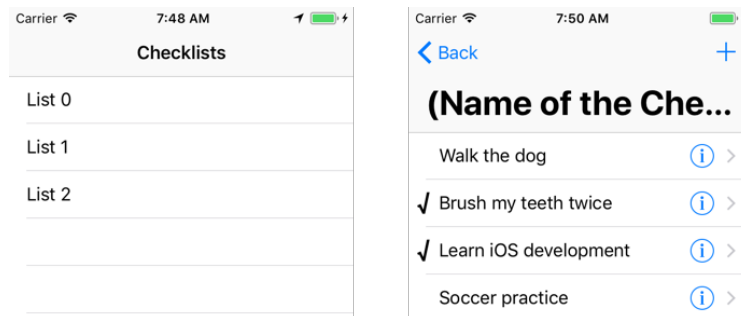 Carrier 7:48 AM
Checklists
List 0
List 1
List 2
Carrier 7:50 AM
Back
(Name of the Che...
Walk the dog
√ Brush my teeth twice
√ Learn iOS development
Soccer practice